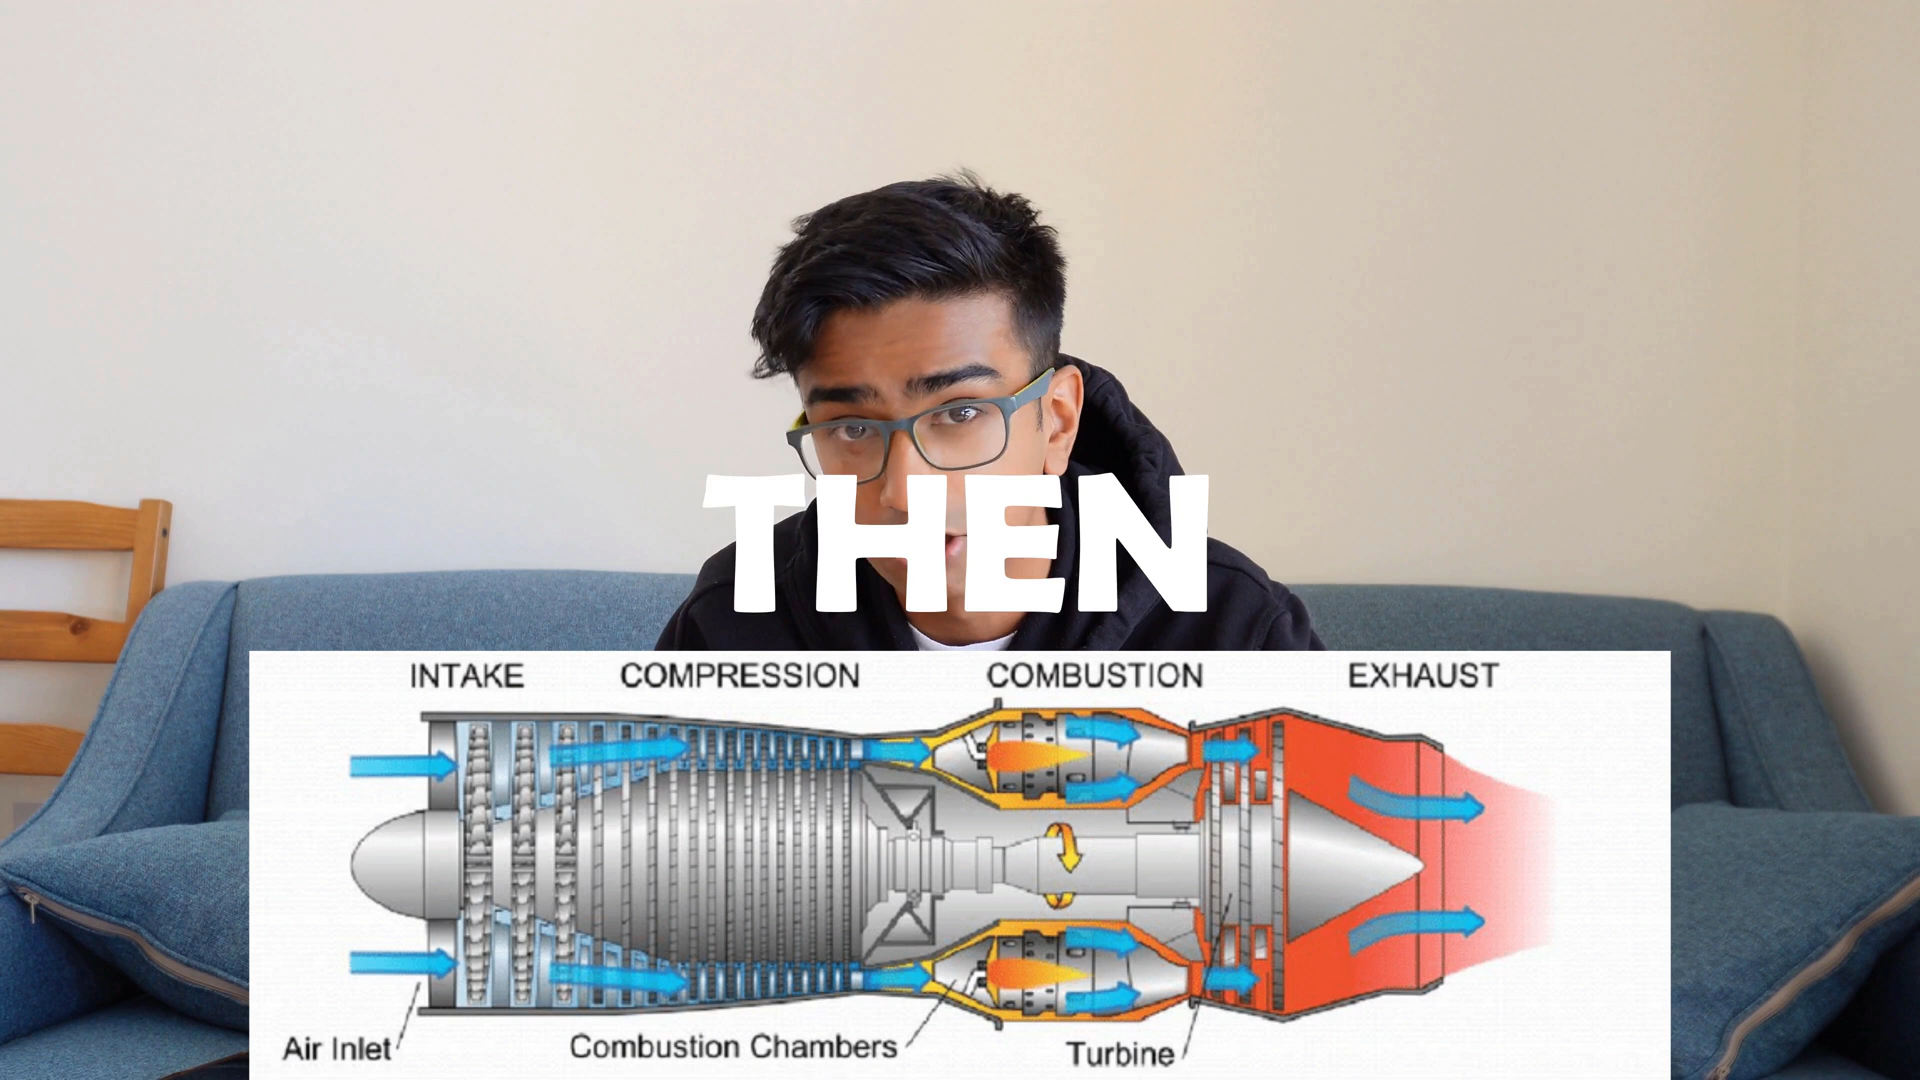 THEN
INTAKE COMPRESSION COMBUSTION EXHAUST
Air Inlet Combustion Chambers Turbine